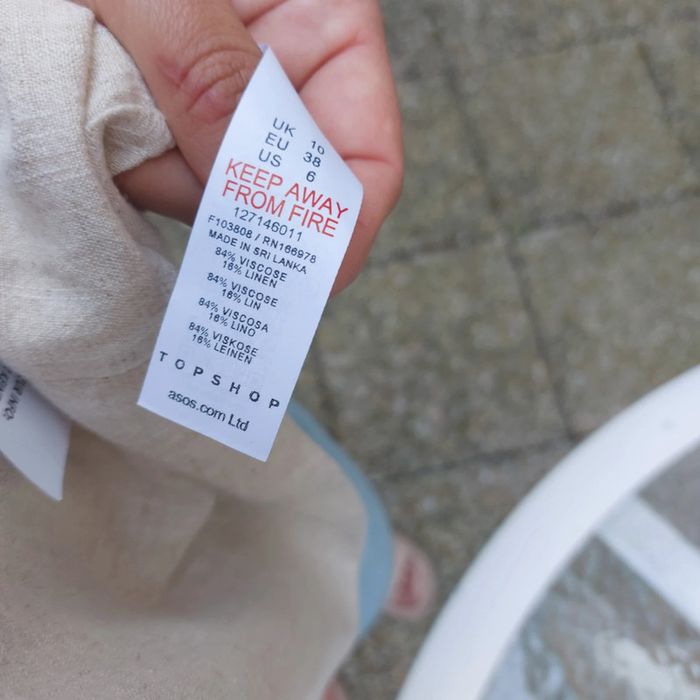 UK 10
EU 38
US 6
KEEP AWAY
FROM FIRE
127146011
F103808 / RN166978
MADE IN SRI LANKA
84% VISCOSE
16% LINEN
84% VISCOSE
16% LIN
84% VISCOSA
16% LINO
84% VISKOSE
16% LEINEN
TOPSHOP
asos.com Ltd